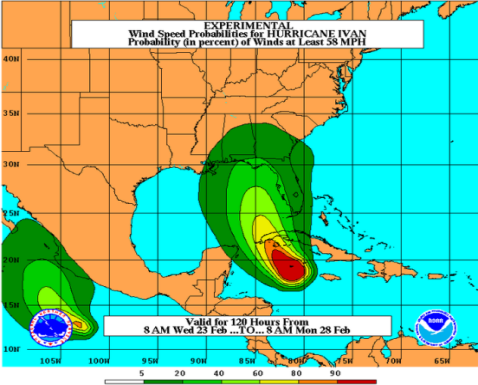 EXPERIMENTAL
Wind Speed Probabilities for HURRICANE IVAN
Probability (in percent) of Winds at Least 58 MPH
40N
35N
30N
25N
20N
15N
10N
Valid for 120 Hours From
8 AM Wed 23 Feb ...TO... 8 AM Mon 28 Feb
NOAA
105W 100W 95W 90W 85W 80W 75W 70W 65W
5 20 40 60 80 90